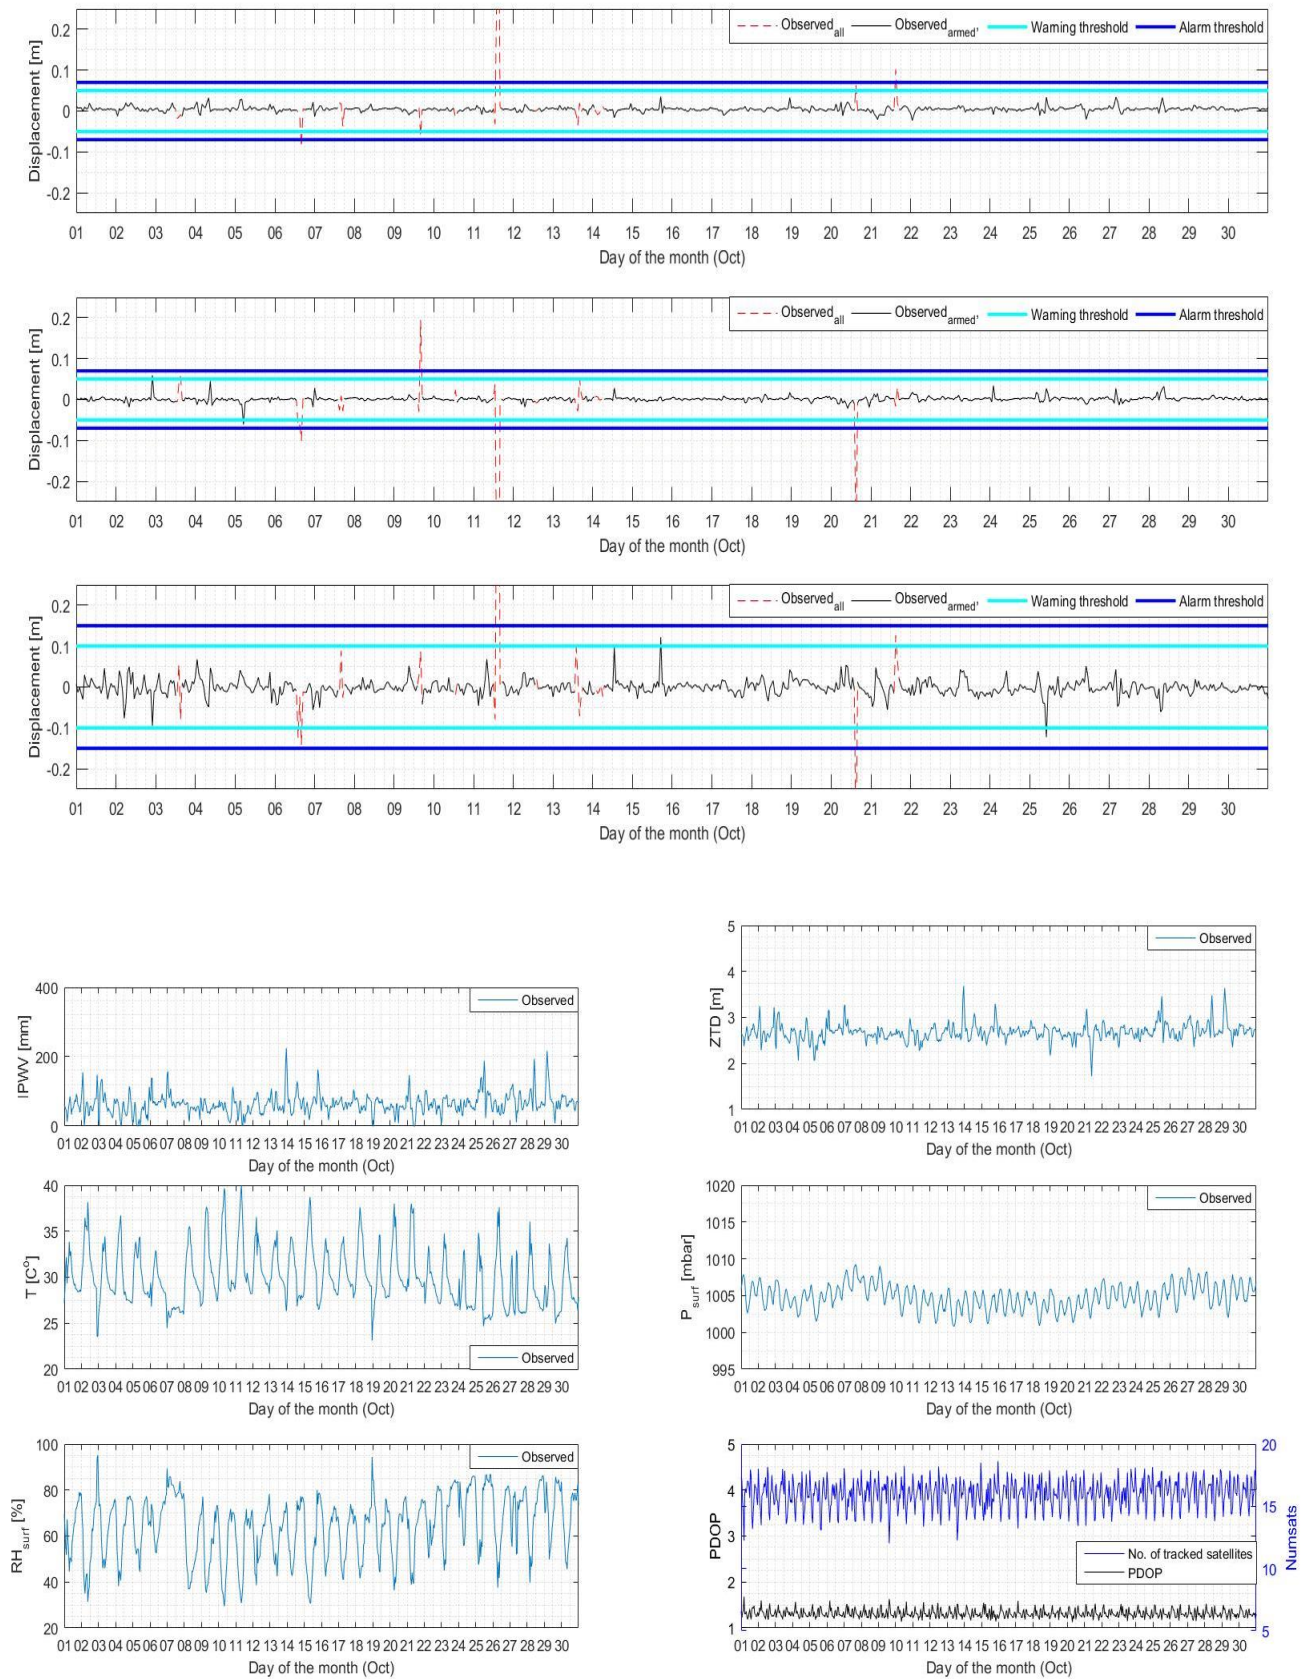 Observed all Observed armed, Warning threshold Alarm threshold
Displacement [m]
0.2
0.1
0
-0.1
-0.2
01 02 03 04 05 06 07 08 09 10 11 12 13 14 15 16 17 18 19 20 21 22 23 24 25 26 27 28 29 30
Day of the month (Oct)
Observed all Observed armed, Warning threshold Alarm threshold
Displacement [m]
0.2
0.1
0
-0.1
-0.2
01 02 03 04 05 06 07 08 09 10 11 12 13 14 15 16 17 18 19 20 21 22 23 24 25 26 27 28 29 30
Day of the month (Oct)
Observed all Observed armed, Warning threshold Alarm threshold
Displacement [m]
0.2
0.1
0
-0.1
-0.2
01 02 03 04 05 06 07 08 09 10 11 12 13 14 15 16 17 18 19 20 21 22 23 24 25 26 27 28 29 30
Day of the month (Oct)
Observed
IPWV [mm]
400
200
0
01 02 03 04 05 06 07 08 09 10 11 12 13 14 15 16 17 18 19 20 21 22 23 24 25 26 27 28 29 30
Day of the month (Oct)
Observed
ZTD [m]
5
4
3
2
1
01 02 03 04 05 06 07 08 09 10 11 12 13 14 15 16 17 18 19 20 21 22 23 24 25 26 27 28 29 30
Day of the month (Oct)
T [C°]
40
35
30
25
20
Observed
01 02 03 04 05 06 07 08 09 10 11 12 13 14 15 16 17 18 19 20 21 22 23 24 25 26 27 28 29 30
Day of the month (Oct)
Observed
P surf [mbar]
1020
1015
1010
1005
1000
995
01 02 03 04 05 06 07 08 09 10 11 12 13 14 15 16 17 18 19 20 21 22 23 24 25 26 27 28 29 30
Day of the month (Oct)
Observed
RH surf [%]
100
80
60
40
20
01 02 03 04 05 06 07 08 09 10 11 12 13 14 15 16 17 18 19 20 21 22 23 24 25 26 27 28 29 30
Day of the month (Oct)
PDOP
5
4
3
2
1
No. of tracked satellites
PDOP
20
15
10
5
Numsats
01 02 03 04 05 06 07 08 09 10 11 12 13 14 15 16 17 18 19 20 21 22 23 24 25 26 27 28 29 30
Day of the month (Oct)